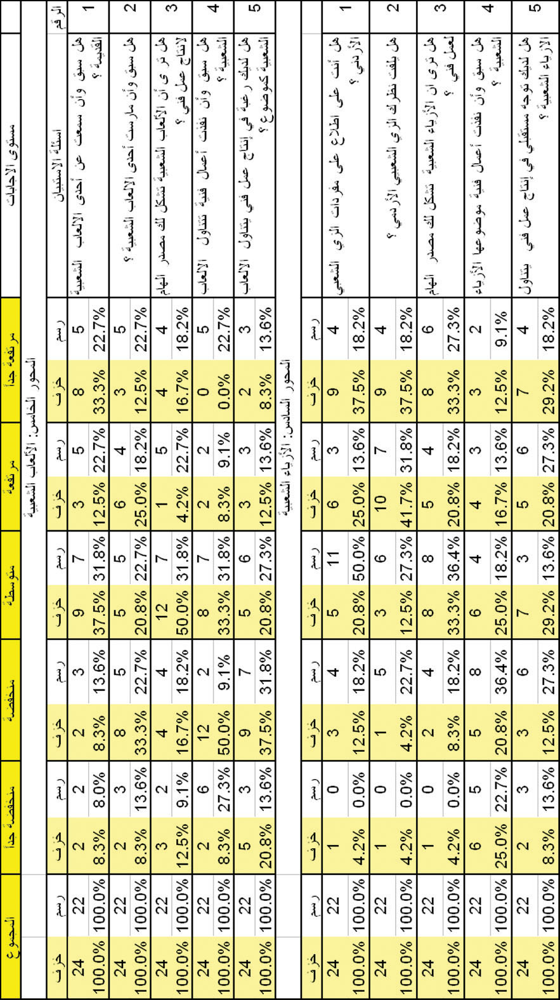 مستوى الاجابات مرتفعة جداً مرتفعة متوسطة منخفضة منخفضة جداً المجموع
المحور الخامس: الألعاب الشعبية
الرقم اسئلة الاستبيان رسم خزف رسم خزف رسم خزف رسم خزف رسم خزف رسم خزف
1 هل سبق وأن سمعت عن أحدى الالعاب الشعبية 5 8 5 3 7 9 3 2 2 2 22 24
القديمة ؟ 22.7% 33.3% 22.7% 12.5% 31.8% 37.5% 13.6% 8.3% 8.0% 8.3% 100.0% 100.0%
2 هل سبق وأن مارست أحدى الالعاب الشعبية ؟ 5 3 4 6 5 5 5 8 3 2 22 24
22.7% 12.5% 18.2% 25.0% 22.7% 20.8% 22.7% 33.3% 13.6% 8.3% 100.0% 100.0%
3 هل ترى أن الألعاب الشعبية تشكل لك مصدر الهام 4 4 5 1 7 12 4 4 2 3 22 24
لانتاج عمل فني ؟ 18.2% 16.7% 22.7% 4.2% 31.8% 50.0% 18.2% 16.7% 9.1% 12.5% 100.0% 100.0%
4 هل سبق وأن نفذت أعمال فنية تتناول الالعاب 5 0 2 2 7 8 2 12 6 2 22 24
الشعبية ؟ 22.7% 0.0% 9.1% 8.3% 31.8% 33.3% 9.1% 50.0% 27.3% 8.3% 100.0% 100.0%
5 هل لديك رغبة في إنتاج عمل فني يتناول الالعاب 3 2 3 3 6 5 7 9 3 5 22 24
الشعبية كموضوع ؟ 13.6% 8.3% 13.6% 12.5% 27.3% 20.8% 31.8% 37.5% 13.6% 20.8% 100.0% 100.0%
المحور السادس: الأزياء الشعبية
رسم خزف رسم خزف رسم خزف رسم خزف رسم خزف رسم خزف
1 هل أنت على اطلاع على مفردات الزي الشعبي 4 9 3 6 11 5 4 3 0 1 22 24
الأردني ؟ 18.2% 37.5% 13.6% 25.0% 50.0% 20.8% 18.2% 12.5% 0.0% 4.2% 100.0% 100.0%
2 هل يلفت نظرك الزي الشعبي الأردمي ؟ 4 9 7 10 6 3 5 1 0 1 22 24
18.2% 37.5% 31.8% 41.7% 27.3% 12.5% 22.7% 4.2% 0.0% 4.2% 100.0% 100.0%
3 هل ترى ان الأزياء الشعبية تشكل لك مصدر الهام 6 8 4 5 8 8 4 2 0 1 22 24
لعمل فني ؟ 27.3% 33.3% 18.2% 20.8% 36.4% 33.3% 18.2% 8.3% 0.0% 4.2% 100.0% 100.0%
4 هل سبق وأن نفذت أعمال فنية موضوعها الأزياء 2 3 3 4 4 6 8 5 5 6 22 24
الشعبية ؟ 9.1% 12.5% 13.6% 16.7% 18.2% 25.0% 36.4% 20.8% 22.7% 25.0% 100.0% 100.0%
5 هل لديك توجه مستقبلي في إنتاج عمل فني يتناول 4 7 6 5 3 7 6 3 3 2 22 24
الازياء الشعبية ؟ 18.2% 29.2% 27.3% 20.8% 13.6% 29.2% 27.3% 12.5% 13.6% 8.3% 100.0% 100.0%